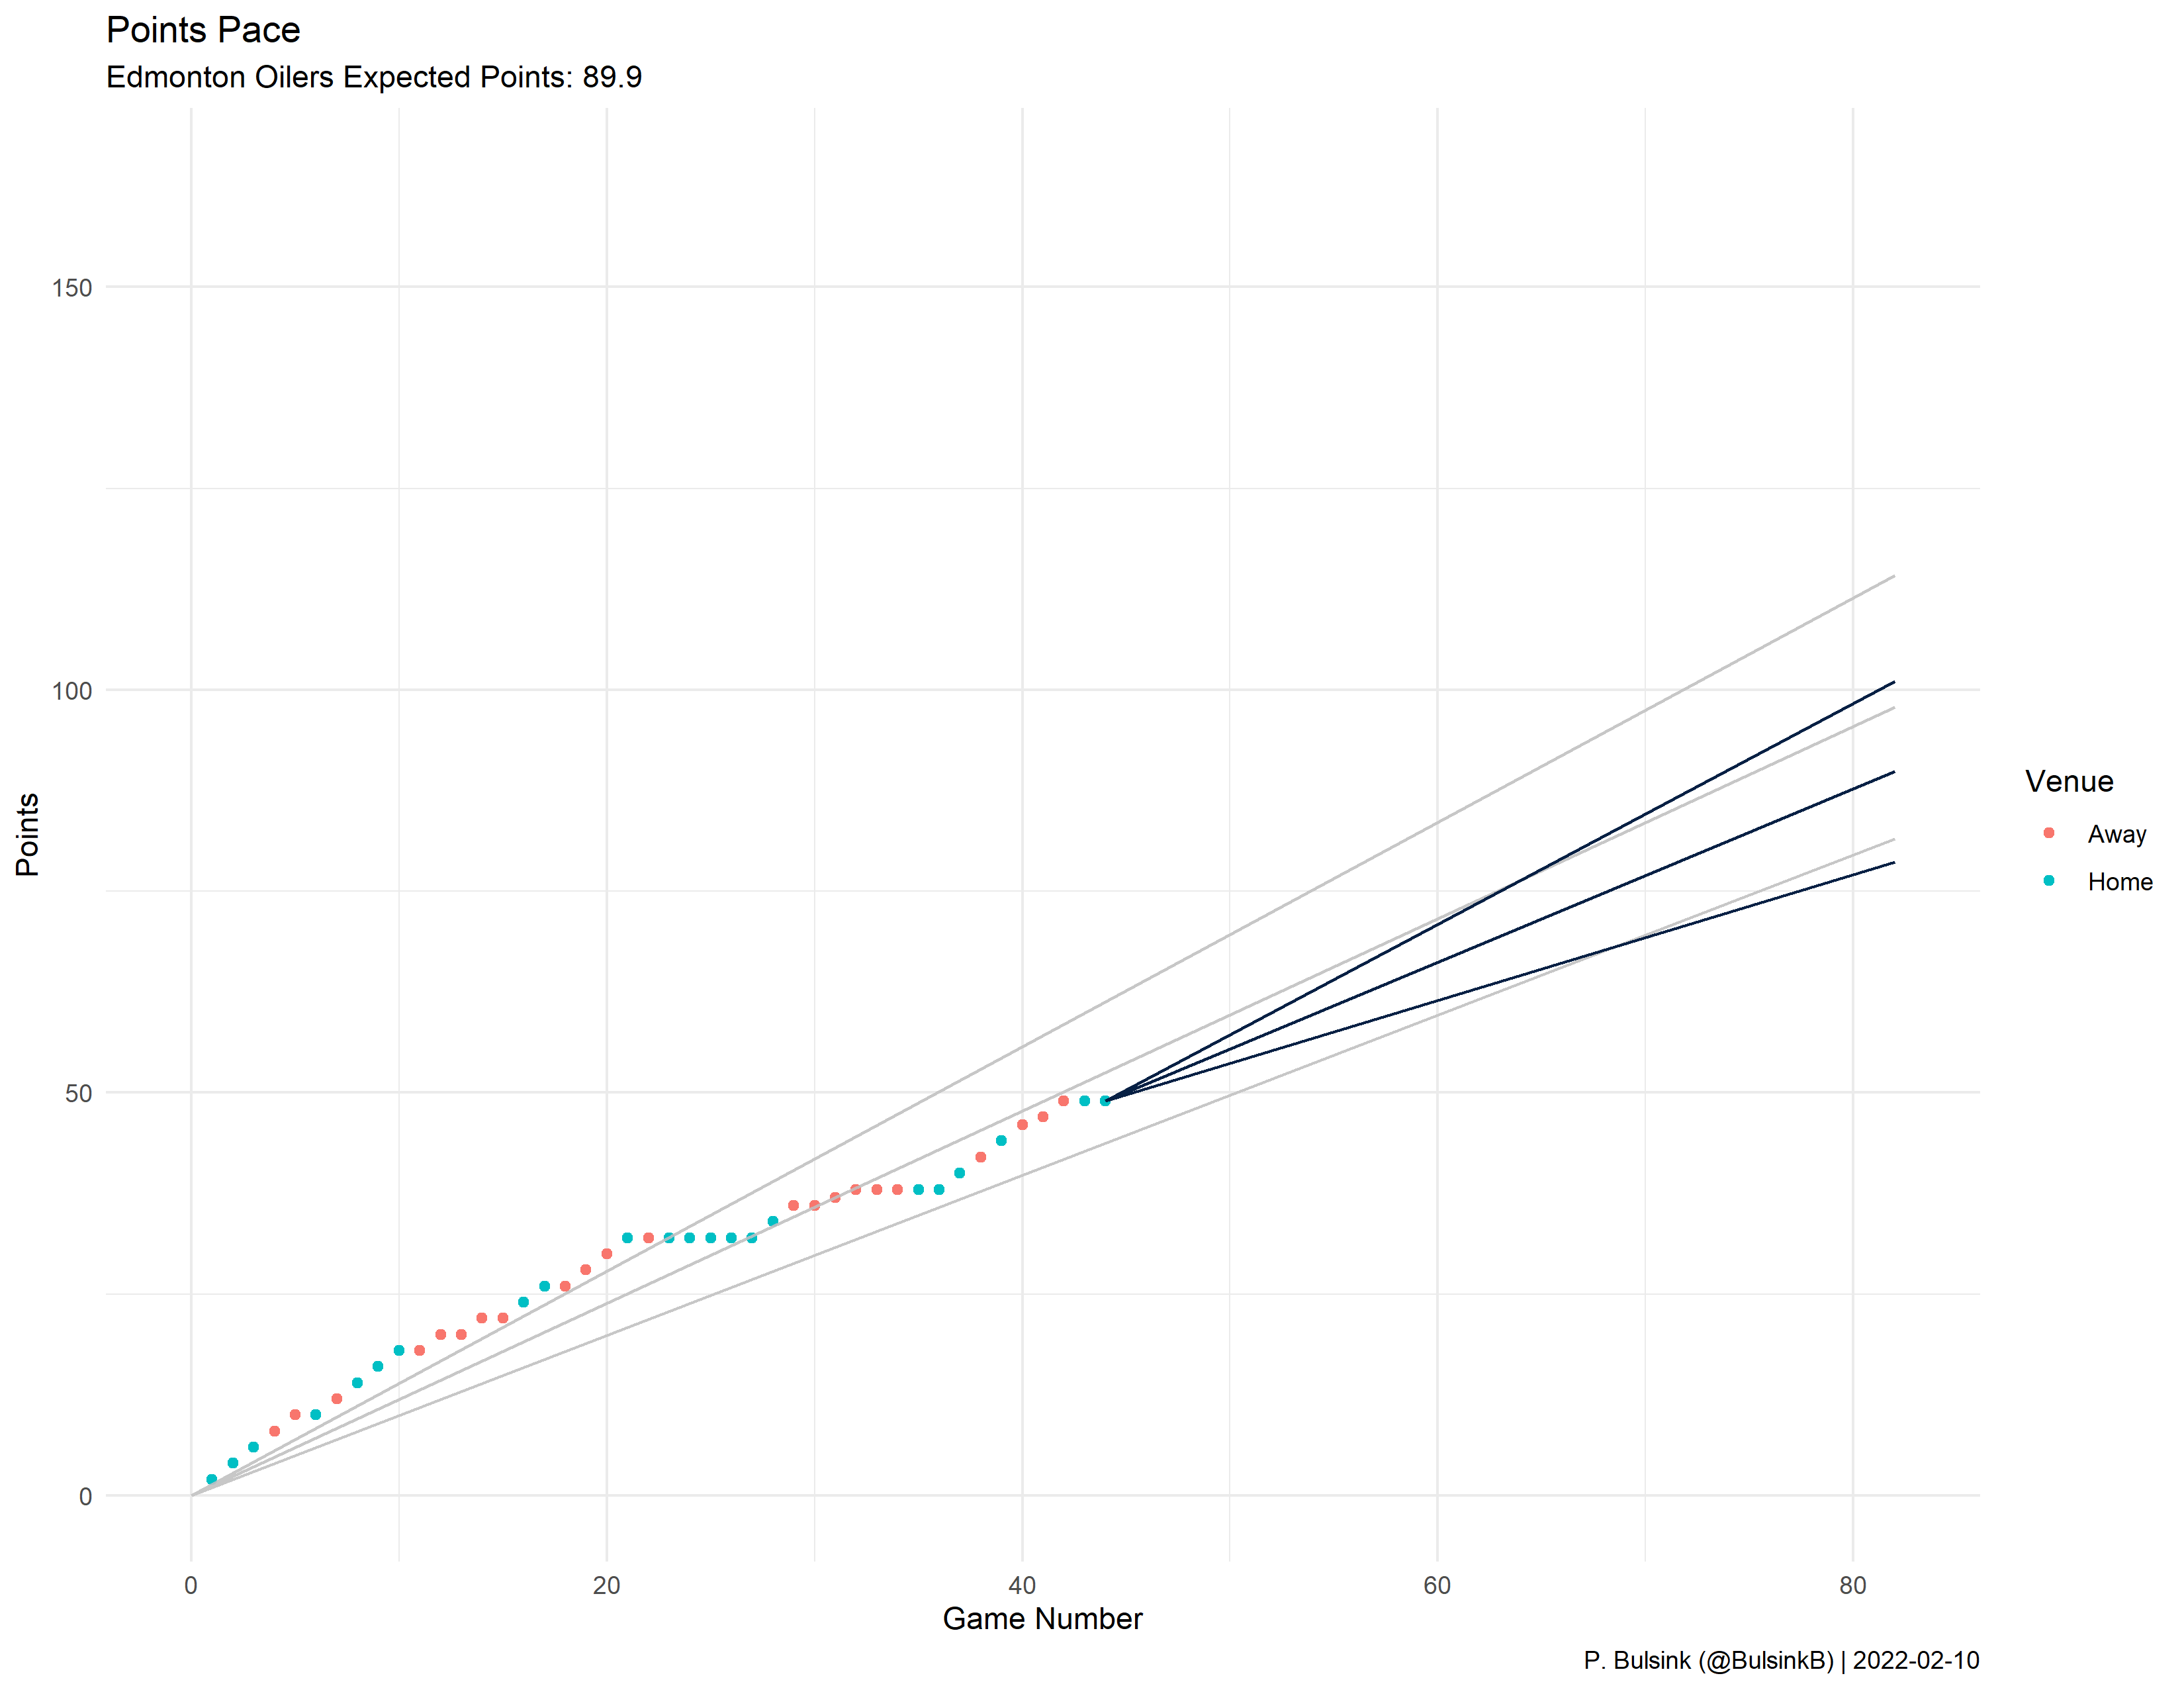 Points Pace
Edmonton Oilers Expected Points: 89.9
150
100
50
0
Points
0 20 40 60 80
Game Number
Venue
Away
Home
P. Bulsink (@BulsinkB) | 2022-02-10